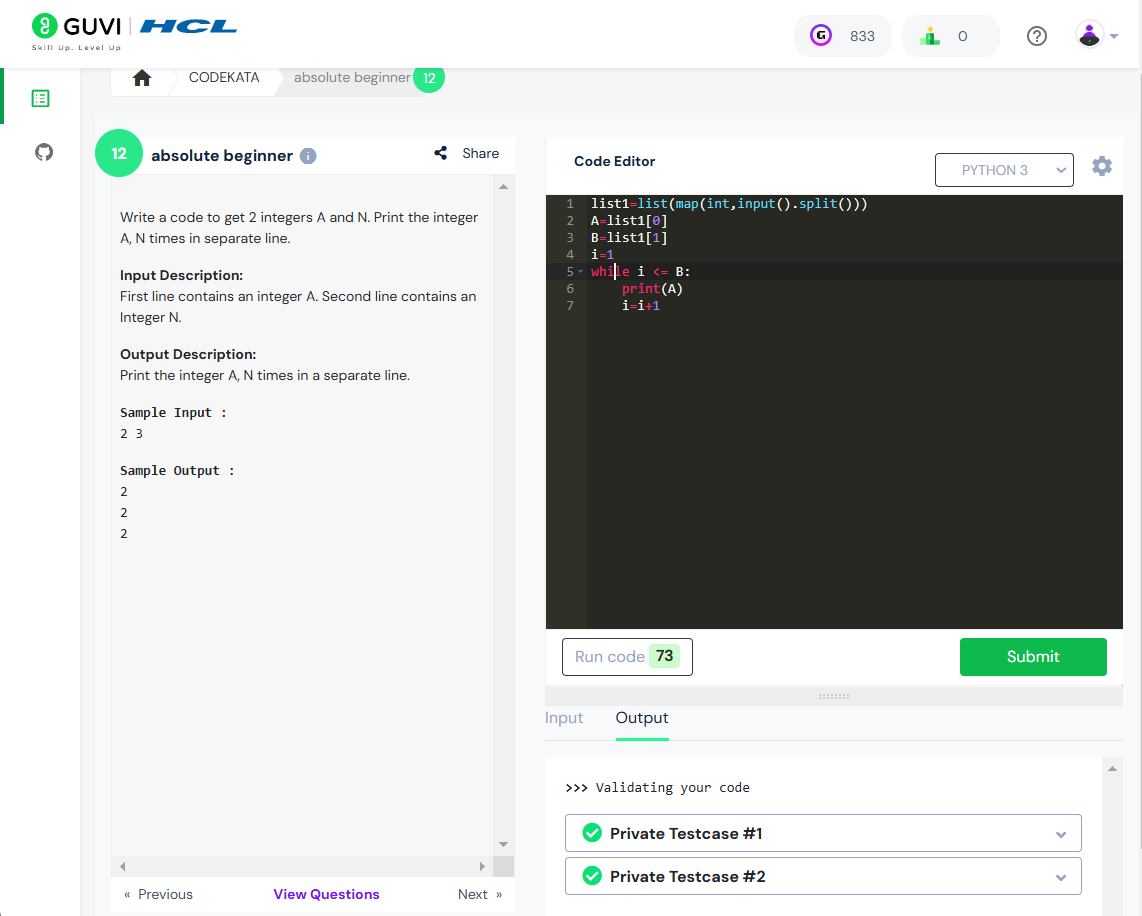 GUVI HCL
Skill Up. Level Up
G 833
0
CODEKATA
absolute beginner 12
12 absolute beginner i
Share
Write a code to get 2 integers A and N. Print the integer
A, N times in separate line.
Input Description:
First line contains an integer A. Second line contains an
Integer N.
Output Description:
Print the integer A, N times in a separate line.
Sample Input :
2 3
Sample Output :
2
2
2
« Previous
View Questions
Next »
Code Editor
PYTHON 3
1 list1=list(map(int,input().split()))
2 A=list1[0]
3 B=list1[1]
4 i=1
5 while i <= B:
6     print(A)
7     i=i+1
Run code 73
Submit
Input
Output
>>> Validating your code
Private Testcase #1
Private Testcase #2